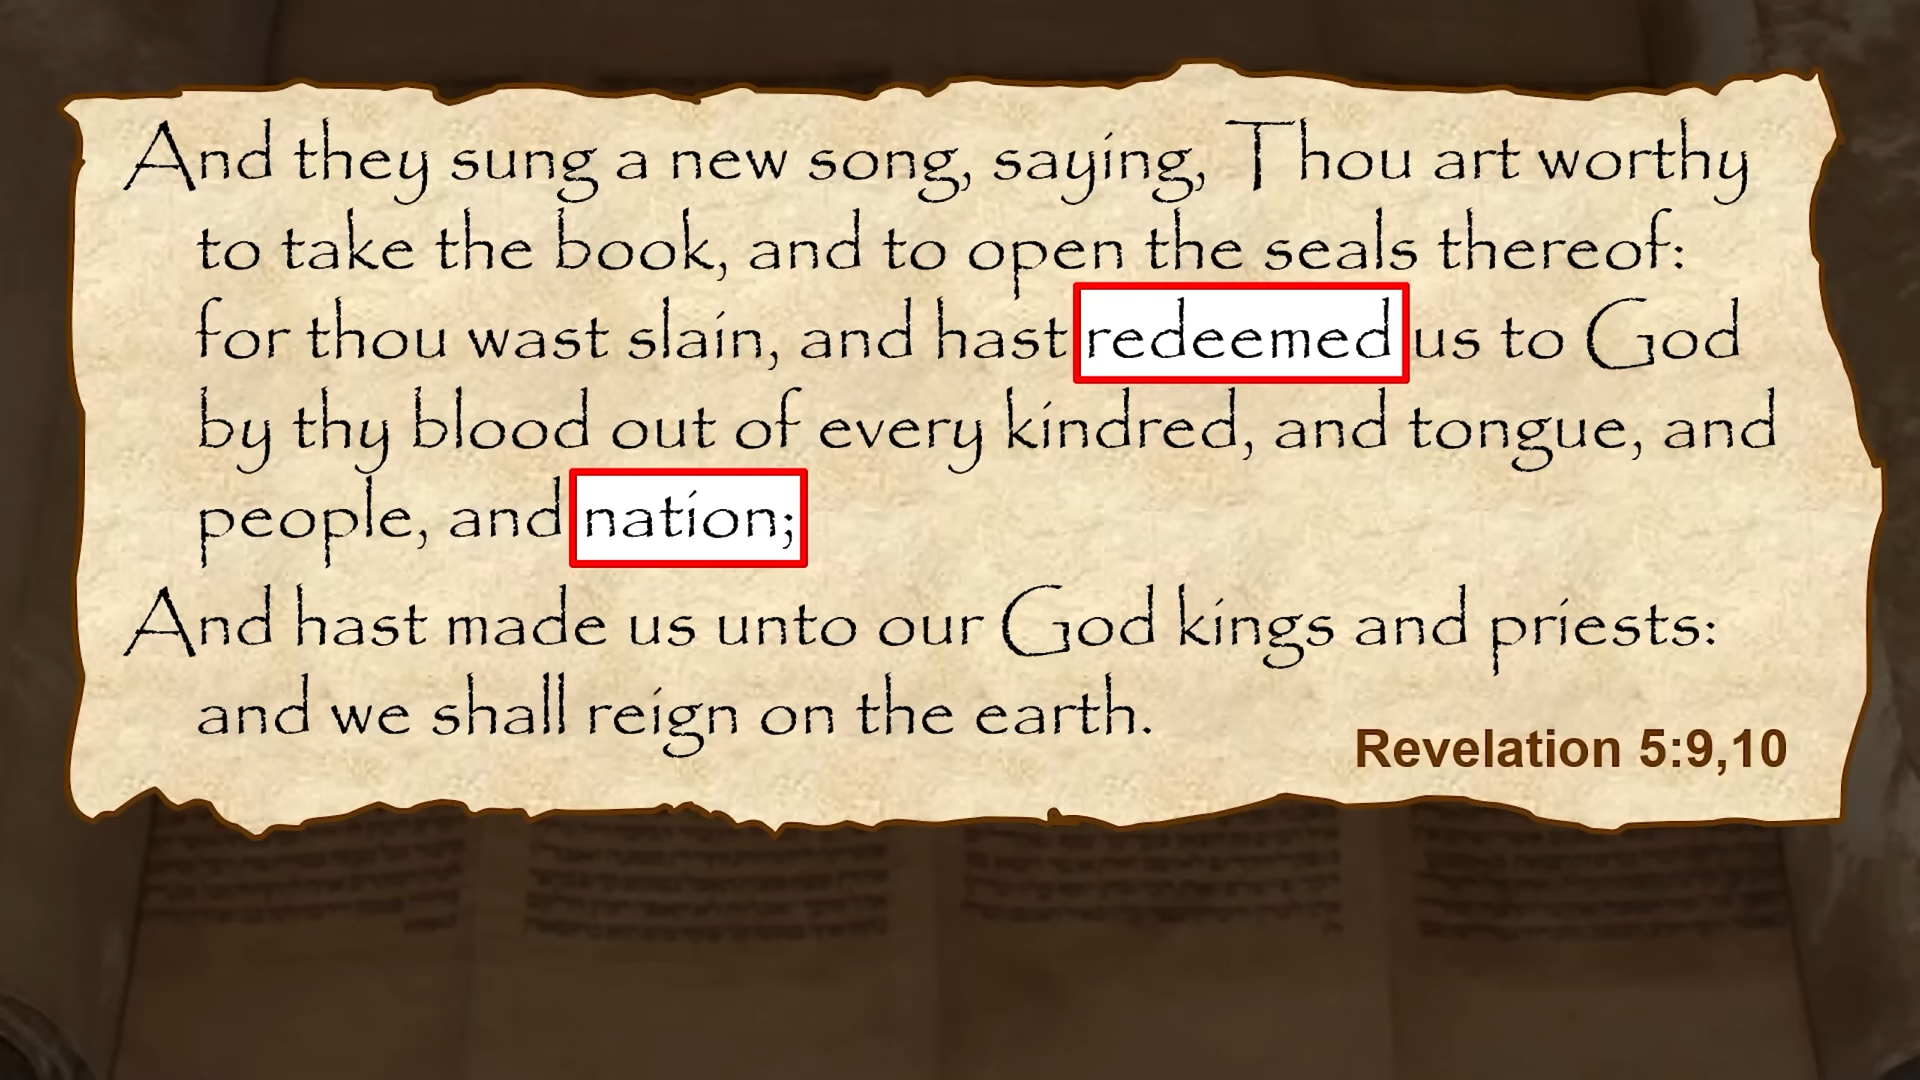 And they sung a new song, saying, Thou art worthy
to take the book, and to open the seals thereof:
for thou wast slain, and hast redeemed us to God
by thy blood out of every kindred, and tongue, and
people, and nation;
And hast made us unto our God kings and priests:
and we shall reign on the earth.
Revelation 5:9,10